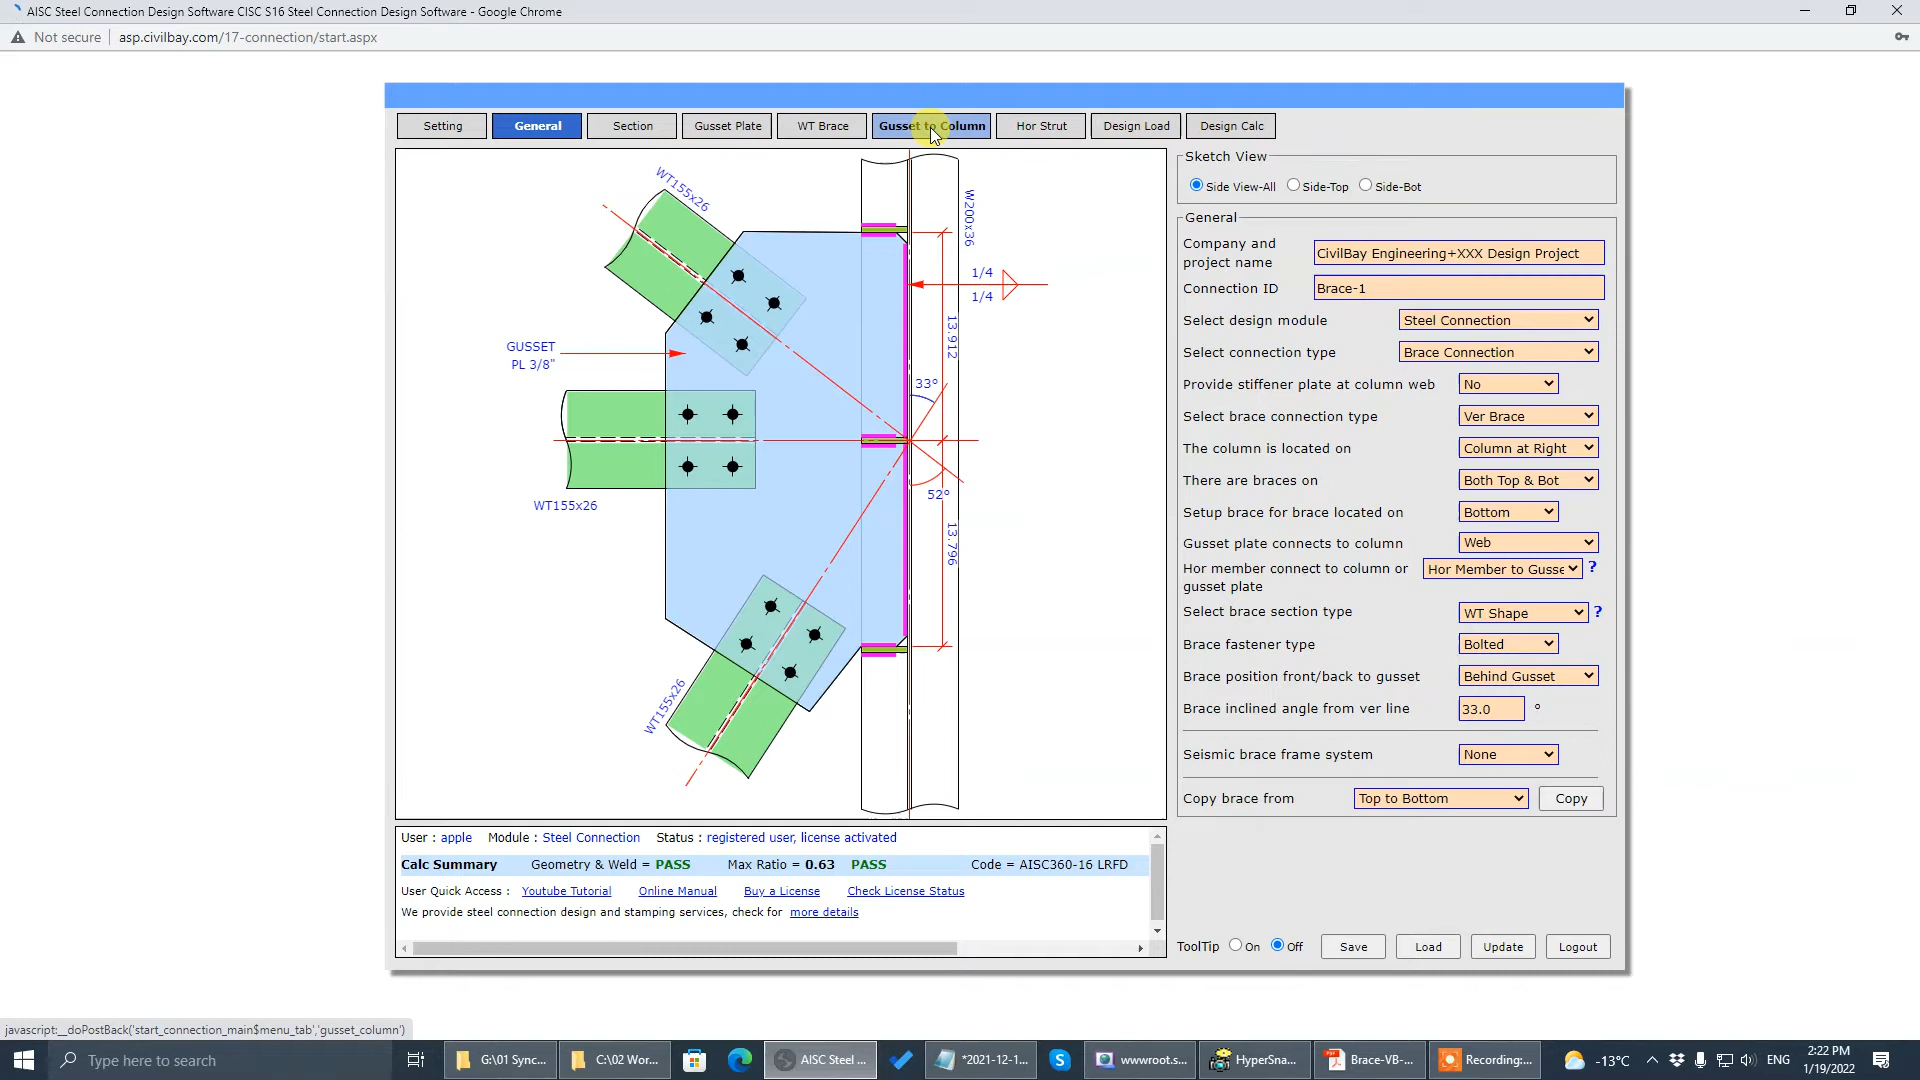 AISC Steel Connection Design Software CISC S16 Steel Connection Design Software - Google Chrome
Not secure asp.civilbay.com/17-connection/start.aspx
Setting General Section Gusset Plate WT Brace Gusset to Column Hor Strut Design Load Design Calc
WT155x26
W200x36
1/4
1/4
13.912
GUSSET
PL 3/8"
33°
52°
WT155x26
13.796
WT155x26
Sketch View
Side View-All Side-Top Side-Bot
General
Company and
project name CivilBay Engineering+XXX Design Project
Connection ID Brace-1
Select design module Steel Connection
Select connection type Brace Connection
Provide stiffener plate at column web No
Select brace connection type Ver Brace
The column is located on Column at Right
There are braces on Both Top & Bot
Setup brace for brace located on Bottom
Gusset plate connects to column Web
Hor member connect to column or
gusset plate Hor Member to Gusse ?
Select brace section type WT Shape ?
Brace fastener type Bolted
Brace position front/back to gusset Behind Gusset
Brace inclined angle from ver line 33.0 °
Seismic brace frame system None
Copy brace from Top to Bottom Copy
User : apple Module : Steel Connection Status : registered user, license activated
Calc Summary Geometry & Weld = PASS Max Ratio = 0.63 PASS Code = AISC360-16 LRFD
User Quick Access : Youtube Tutorial Online Manual Buy a License Check License Status
We provide steel connection design and stamping services, check for more details
ToolTip On Off Save Load Update Logout
javascript:__doPostBack('start_connection_main$menu_tab','gusset_column')
Type here to search
G:\01 Sync...
C:\02 Wor...
AISC Steel ...
*2021-12-1...
wwwroot.s...
HyperSna...
Brace-VB-...
Recording:...
-13°C
ENG
2:22 PM
1/19/2022